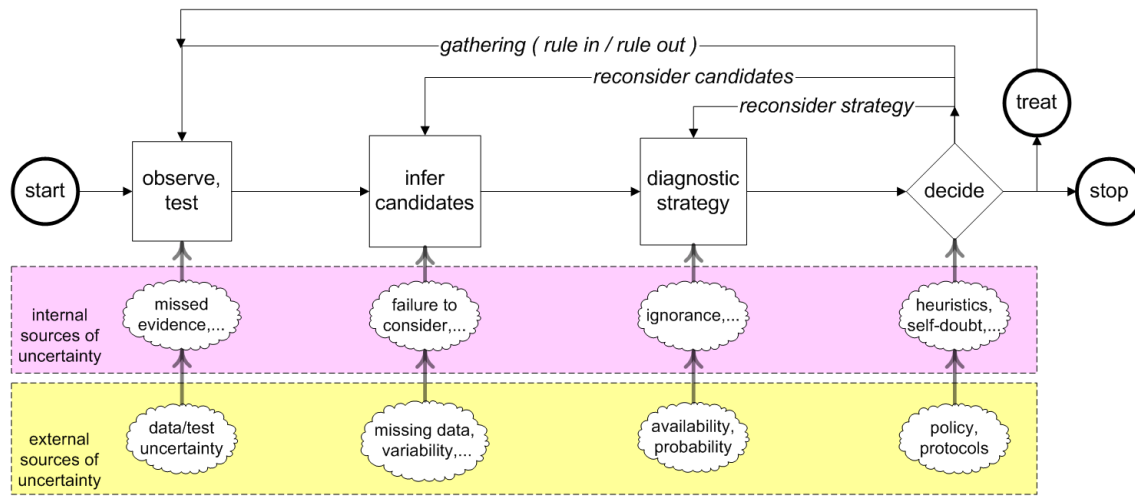 gathering ( rule in / rule out )
reconsider candidates
reconsider strategy
treat
start
observe,
test
infer
candidates
diagnostic
strategy
decide
stop
internal
sources of
uncertainty
missed
evidence,...
failure to
consider,...
ignorance,...
heuristics,
self-doubt,...
external
sources of
uncertainty
data/test
uncertainty
missing data,
variability,...
availability,
probability
policy,
protocols